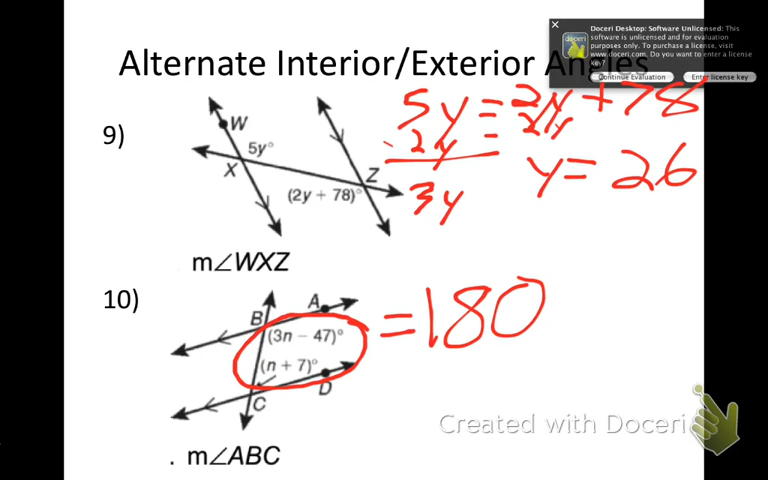 Doceri Desktop: Software Unlicensed: This
software is unlicensed and for evaluation
purposes only. To purchase a license, visit
www.doceri.com. Do you want to enter a license
key?
Continue Evaluation Enter license key
Alternate Interior/Exterior Angles
9)
W
5y°
X
Z
(2y + 78)°
m∠WXZ
5y = 2y + 78
- 2y = 2y
3y
y = 26
10)
B
A
(3n − 47)°
(n + 7)°
D
C
= 180
. m∠ABC
Created with Doceri